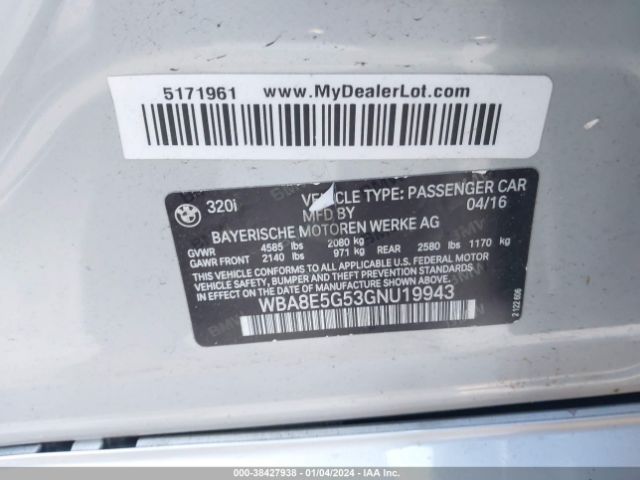 5171961 www.MyDealerLot.com
320i VEHICLE TYPE: PASSENGER CAR
MFD BY 04/16
BAYERISCHE MOTOREN WERKE AG
GVWR 4585 lbs 2080 kg
GAWR FRONT 2140 lbs 971 kg REAR 2580 lbs 1170 kg
THIS VEHICLE CONFORMS TO ALL APPLICABLE U.S. FEDERAL MOTOR
VEHICLE SAFETY, BUMPER AND THEFT PREVENTION STANDARDS IN
EFFECT ON THE DATE OF MANUFACTURE SHOWN ABOVE.
WBA8E5G53GNU19943
2 122 606
000-38427938 - 01/04/2024 - IAA Inc.